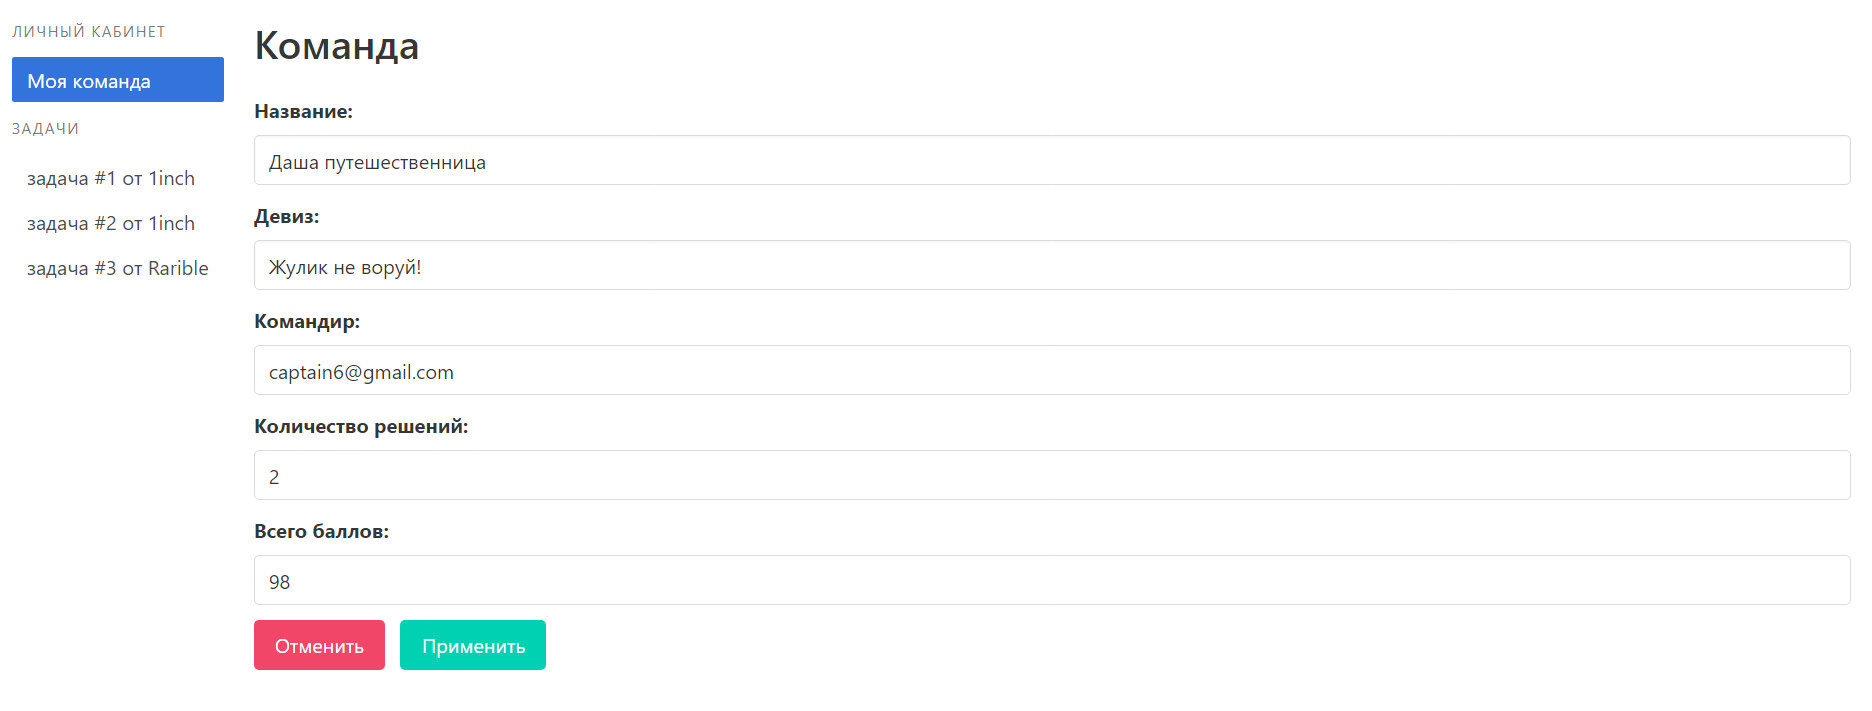 ЛИЧНЫЙ КАБИНЕТ
Моя команда
ЗАДАЧИ
задача #1 от 1inch
задача #2 от 1inch
задача #3 от Rarible
Команда
Название:
Даша путешественница
Девиз:
Жулик не воруй!
Командир:
captain6@gmail.com
Количество решений:
2
Всего баллов:
98
Отменить
Применить